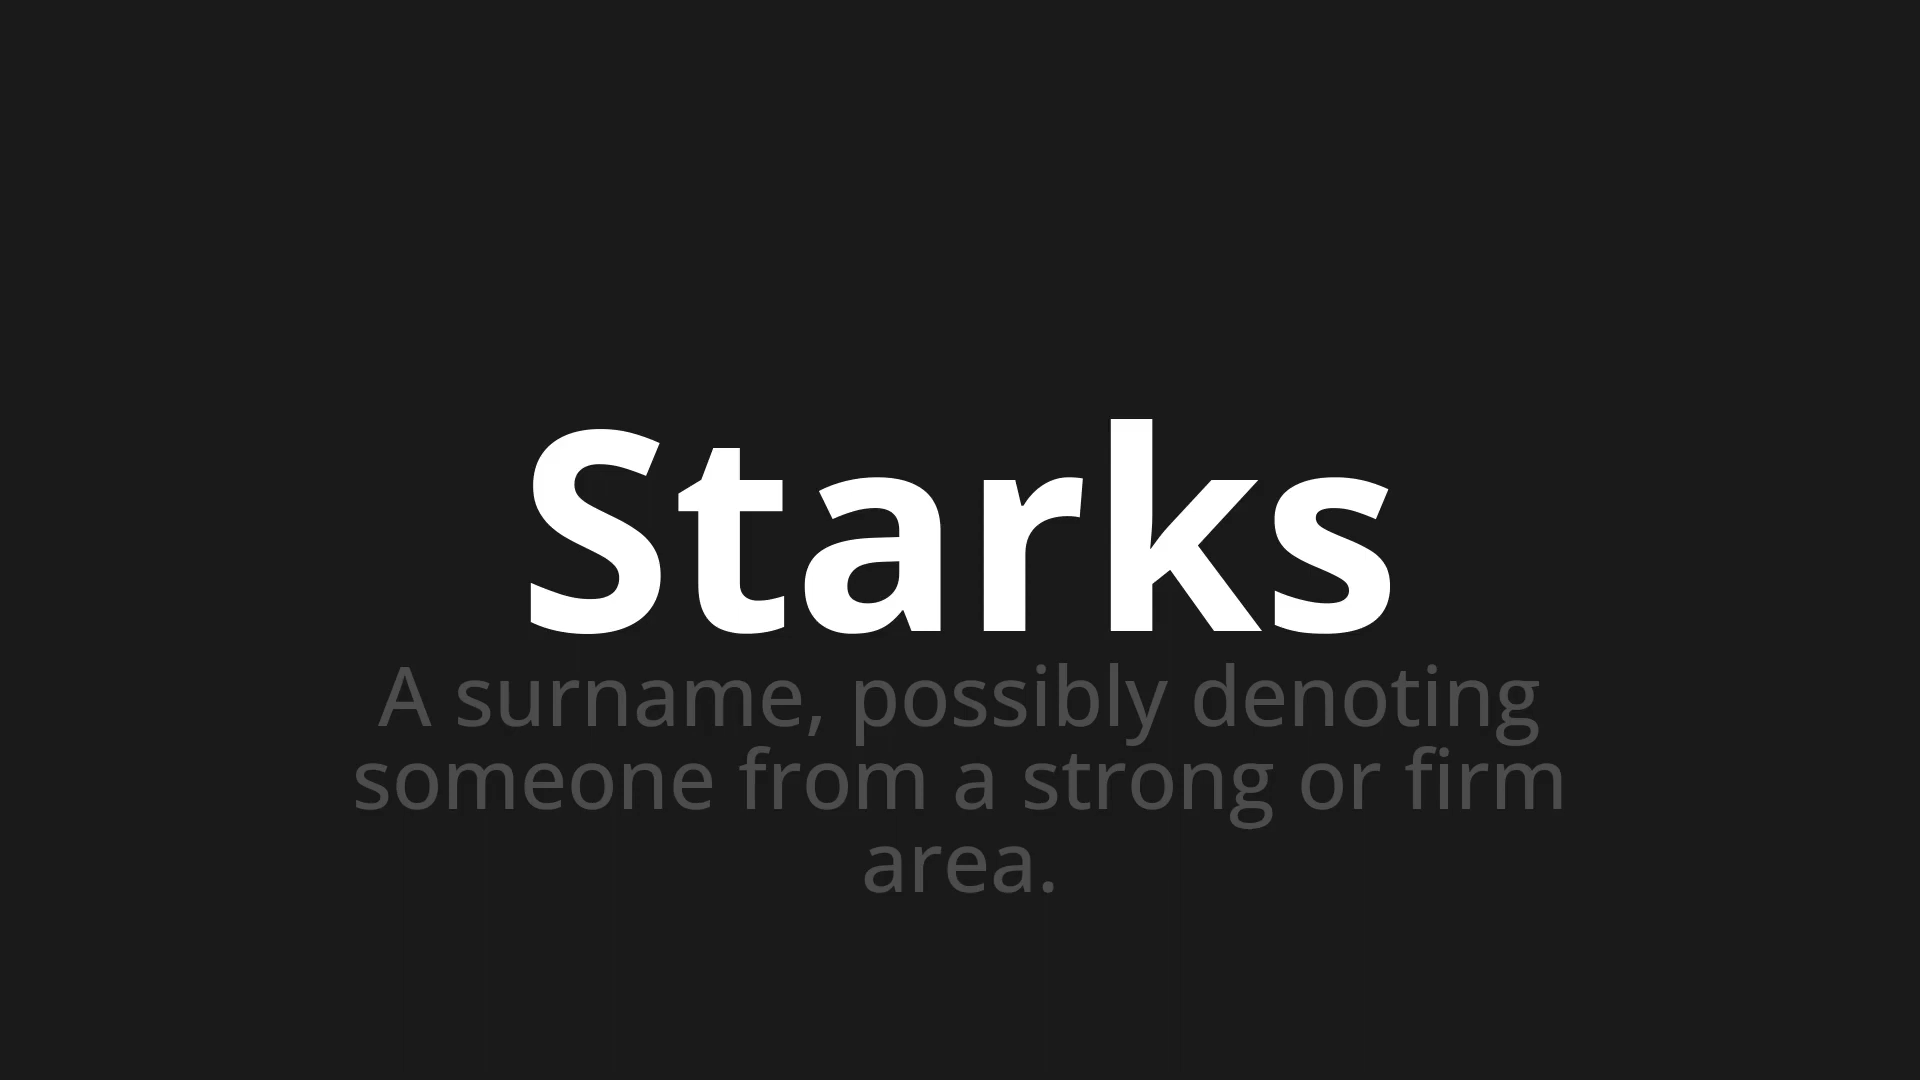 Starks
A surname, possibly denoting
someone from a strong or firm
area.